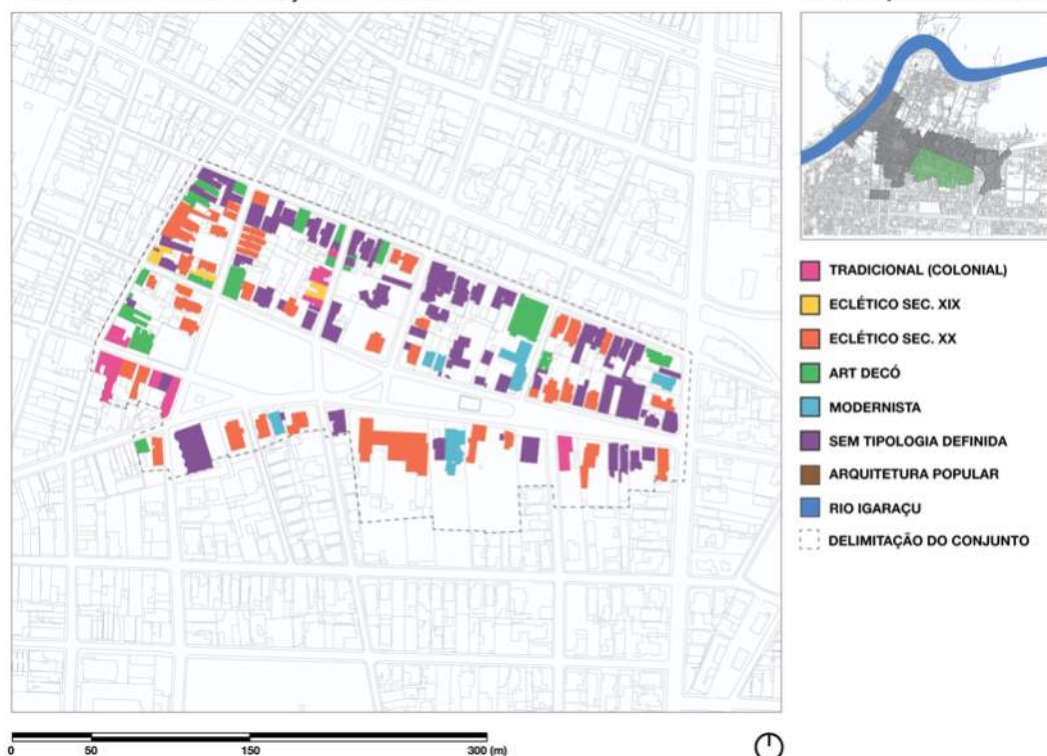 TRADICIONAL (COLONIAL)
ECLÉTICO SEC. XIX
ECLÉTICO SEC. XX
ART DECÓ
MODERNISTA
SEM TIPOLOGIA DEFINIDA
ARQUITETURA POPULAR
RIO IGARAÇU
DELIMITAÇÃO DO CONJUNTO
0 50 150 300 (m)